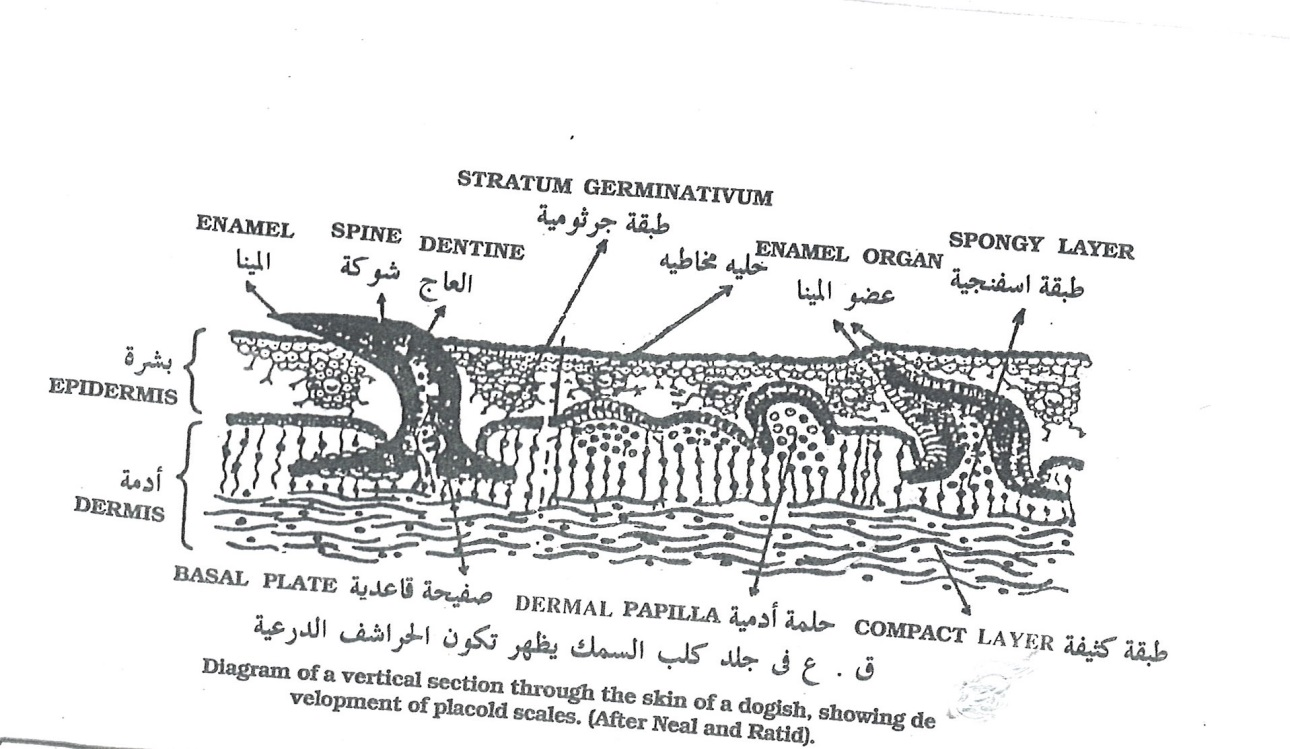 STRATUM GERMINATIVUM
طبقة جرثومية
ENAMEL
المينا
SPINE
شوكة
DENTINE
العاج
خليه مخاطيه
ENAMEL ORGAN
عضو المينا
SPONGY LAYER
طبقة اسفنجية
بشرة
EPIDERMIS
أدمة
DERMIS
BASAL PLATE صفيحة قاعدية
DERMAL PAPILLA حلمة أدمية
COMPACT LAYER طبقة كثيفة
ق . ع فى جلد كلب السمك يظهر تكون الحراشف الدرعية
Diagram of a vertical section through the skin of a dogish, showing de
velopment of placold scales. (After Neal and Ratid).